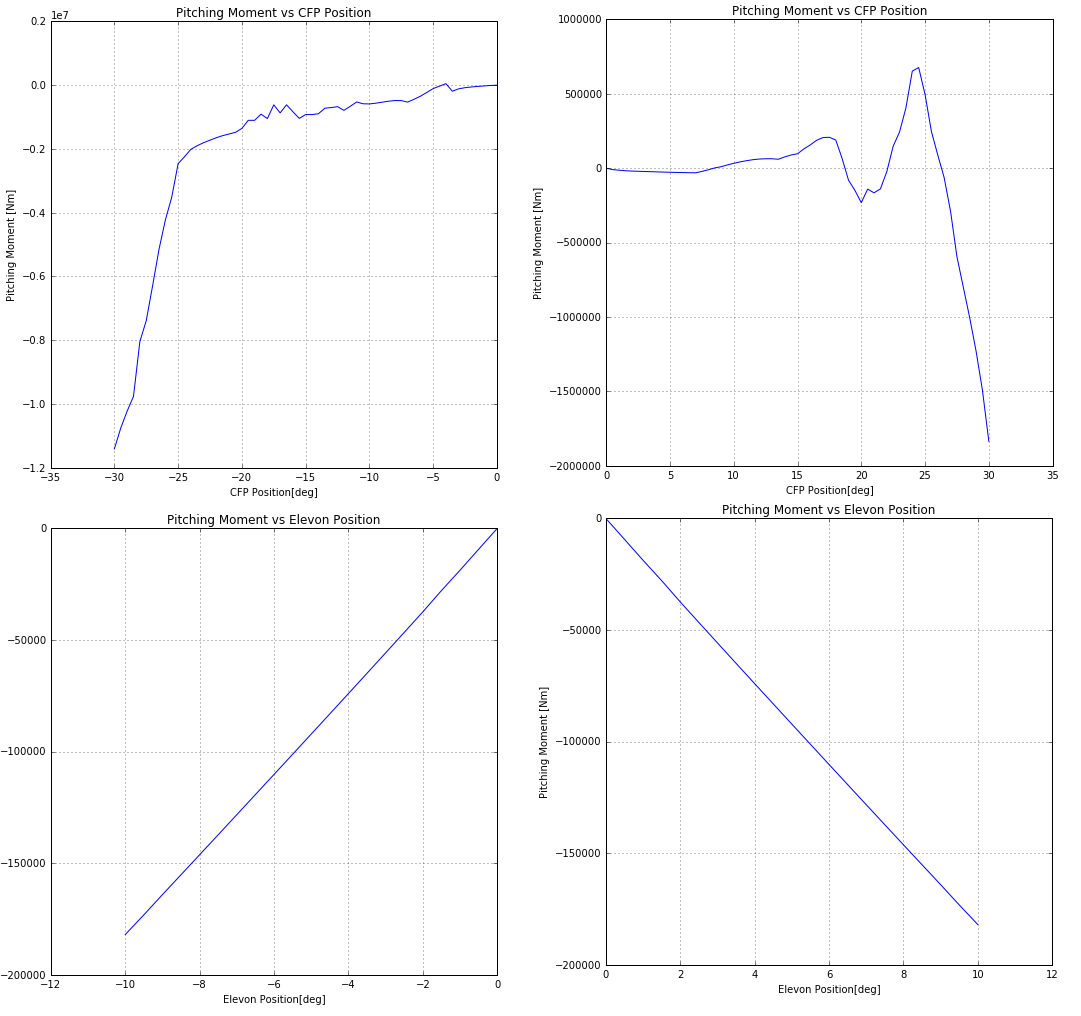 Pitching Moment vs CFP Position
1e7
0.2
0.0
−0.2
−0.4
−0.6
−0.8
−1.0
−1.2
Pitching Moment [Nm]
−35 −30 −25 −20 −15 −10 −5 0
CFP Position[deg]
Pitching Moment vs CFP Position
1000000
500000
0
−500000
−1000000
−1500000
−2000000
Pitching Moment [Nm]
0 5 10 15 20 25 30 35
CFP Position[deg]
Pitching Moment vs Elevon Position
0
−50000
−100000
−150000
−200000
−12 −10 −8 −6 −4 −2 0
Elevon Position[deg]
Pitching Moment vs Elevon Position
0
−50000
−100000
−150000
−200000
Pitching Moment [Nm]
0 2 4 6 8 10 12
Elevon Position[deg]